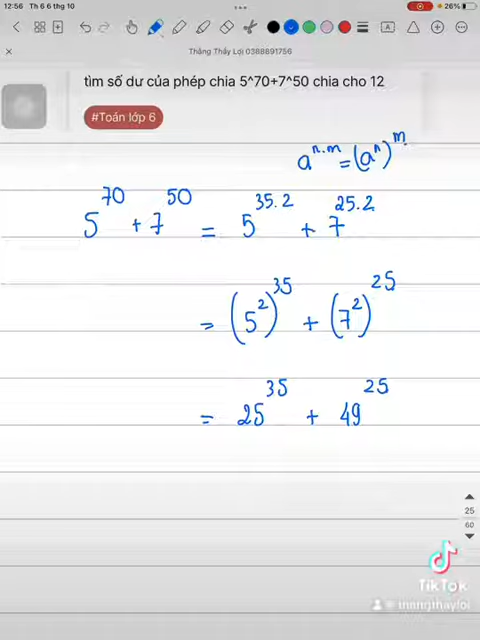 12:56 Th 6 6 thg 10
26%
Thăng Thầy Lợi 0388691756
tìm số dư của phép chia 5^70+7^50 chia cho 12
#Toán lớp 6
a^{n.m} = (a^n)^m
5^{70} + 7^{50} = 5^{35.2} + 7^{25.2}
= (5^2)^{35} + (7^2)^{25}
= 25^{35} + 49^{25}
25
60
TikTok
@thangthayloi